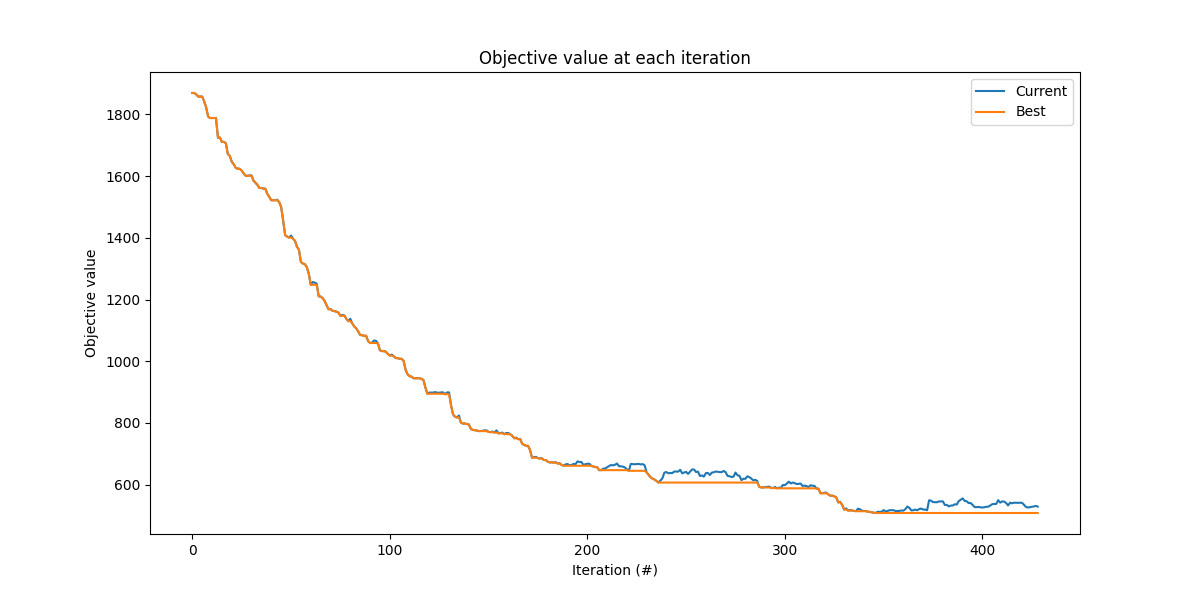 Objective value at each iteration
Current
Best
Objective value
1800
1600
1400
1200
1000
800
600
0
100
200
300
400
Iteration (#)